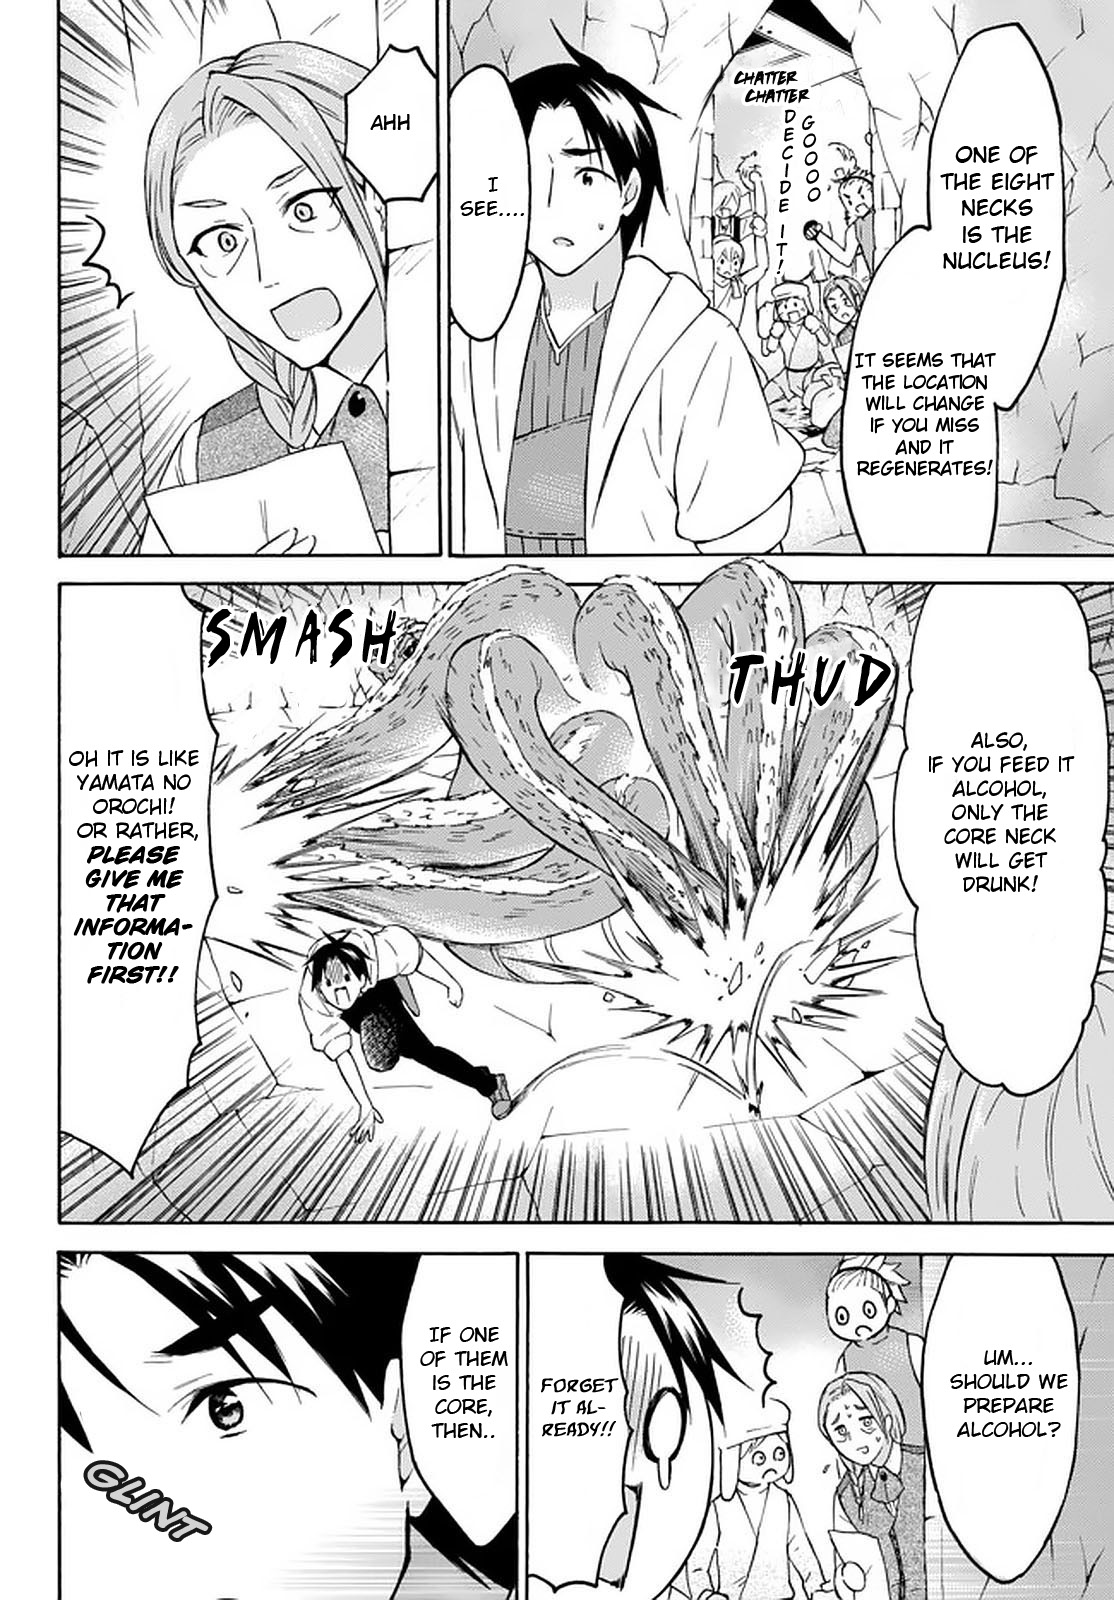 ONE OF
THE EIGHT
NECKS
IS THE
NUCLEUS!
IT SEEMS THAT
THE LOCATION
WILL CHANGE
IF YOU MISS
AND IT
REGENERATES!
CHATTER
CHATTER
GOOOO
DECIDE IT!
I
SEE....
AHH
ALSO,
IF YOU FEED IT
ALCOHOL,
ONLY THE
CORE NECK
WILL GET
DRUNK!
THUD
SMASH
OH IT IS LIKE
YAMATA NO
OROCHI!
OR RATHER,
PLEASE
GIVE ME
THAT
INFORMA-
TION
FIRST!!
UM...
SHOULD WE
PREPARE
ALCOHOL?
FORGET
IT AL-
READY!!
IF ONE
OF THEM
IS THE
CORE,
THEN..
GLINT